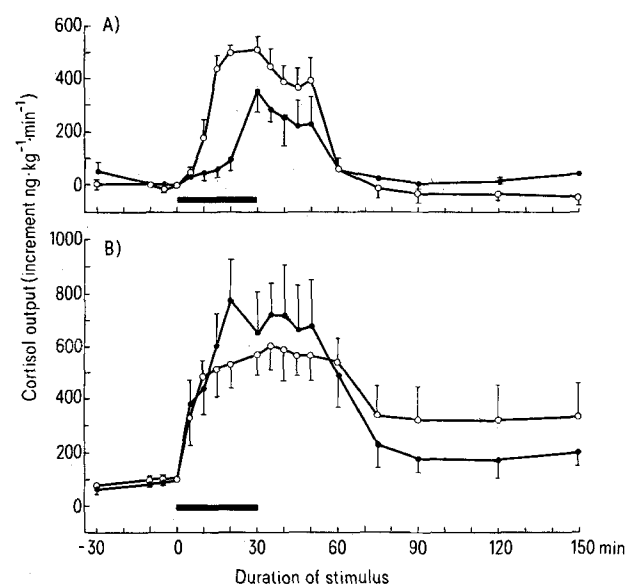 A)
600
400
200
0
B)
1000
800
600
400
200
0
Cortisol output (increment ng·kg⁻¹·min⁻¹)
-30 0 30 60 90 120 150 min
Duration of stimulus